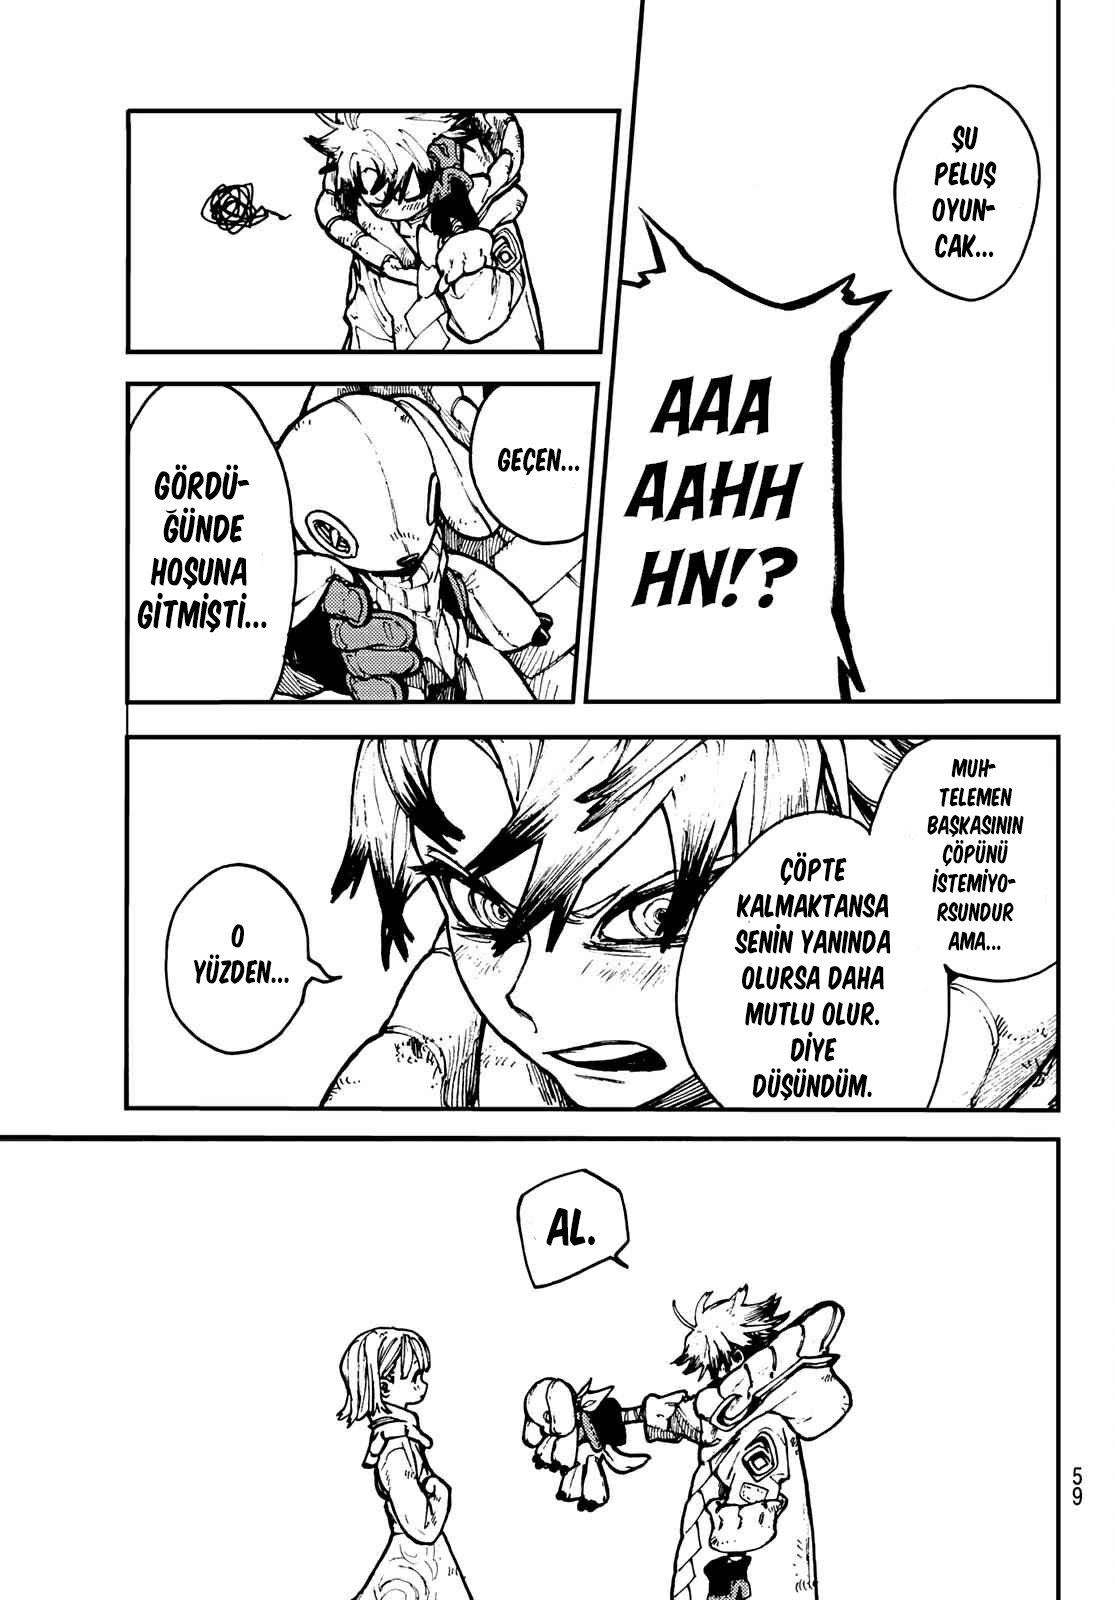 ŞU
PELUŞ
OYUN-
CAK...
AAA
AAHH
HN!?
GEÇEN...
GÖRDÜ-
ĞÜNDE
HOŞUNA
GİTMİŞTİ...
MUH-
TELEMEN
BAŞKASININ
ÇÖPÜNÜ
İSTEMİYO-
RSUNDUR
AMA...
ÇÖPTE
KALMAKTANSA
SENİN YANINDA
OLURSA DAHA
MUTLU OLUR.
DİYE
DÜŞÜNDÜM.
O
YÜZDEN...
AL.
59